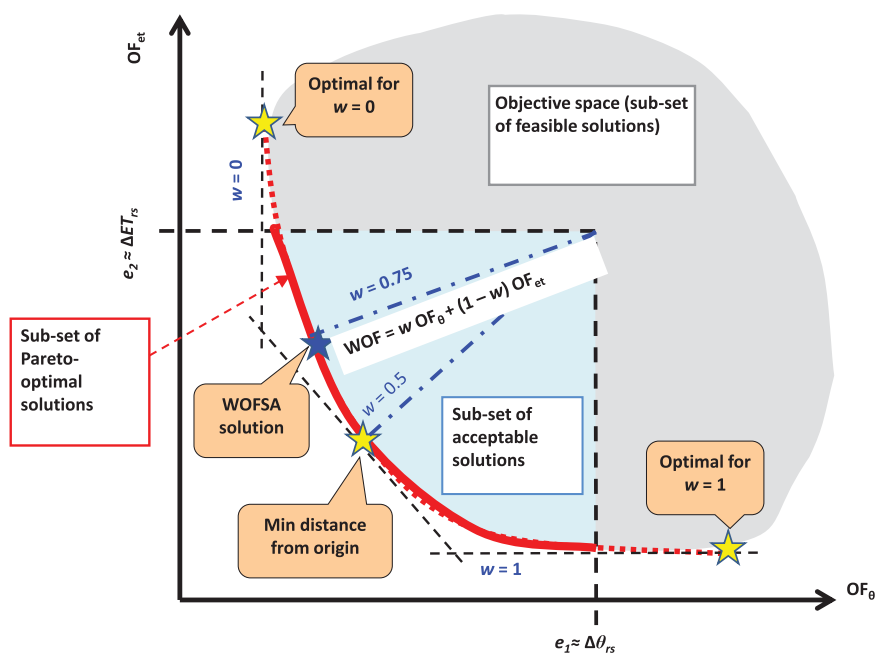 OFet
Optimal for
w = 0
Objective space (sub-set
of feasible solutions)
w = 0
e2 ≈ ΔETrs
w = 0.75
WOF = w OFθ + (1 – w) OFet
Sub-set of
Pareto-
optimal
solutions
WOFSA
solution
w = 0.5
Sub-set of
acceptable
solutions
Optimal for
w = 1
Min distance
from origin
w = 1
OFθ
e1 ≈ Δθrs